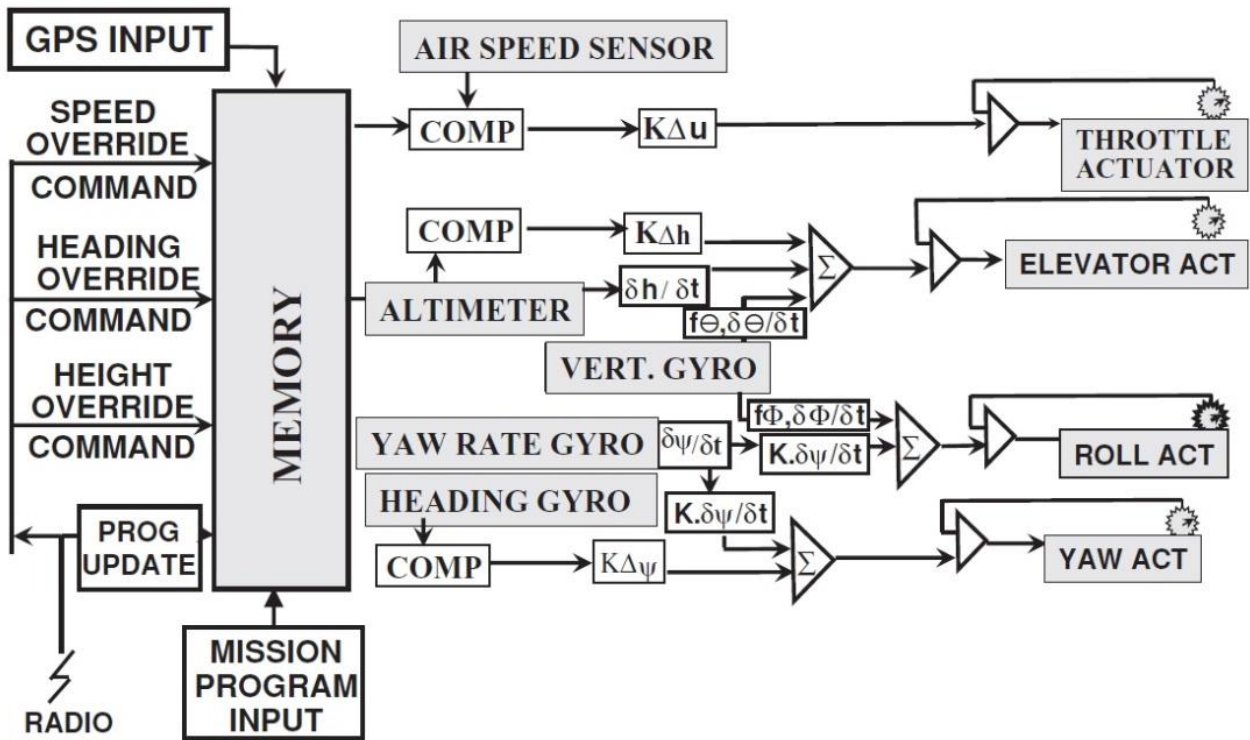 GPS INPUT
AIR SPEED SENSOR
SPEED
OVERRIDE
COMMAND
COMP
KΔu
THROTTLE
ACTUATOR
HEADING
OVERRIDE
COMMAND
COMP
KΔh
Σ
ELEVATOR ACT
ALTIMETER
δh/ δt
fϴ,δϴ/δt
VERT. GYRO
MEMORY
HEIGHT
OVERRIDE
COMMAND
fΦ,δΦ/δt
YAW RATE GYRO
δψ/δt
K.δψ/δt
Σ
ROLL ACT
HEADING GYRO
K.δψ/δt
PROG
UPDATE
COMP
KΔψ
Σ
YAW ACT
MISSION
PROGRAM
INPUT
RADIO